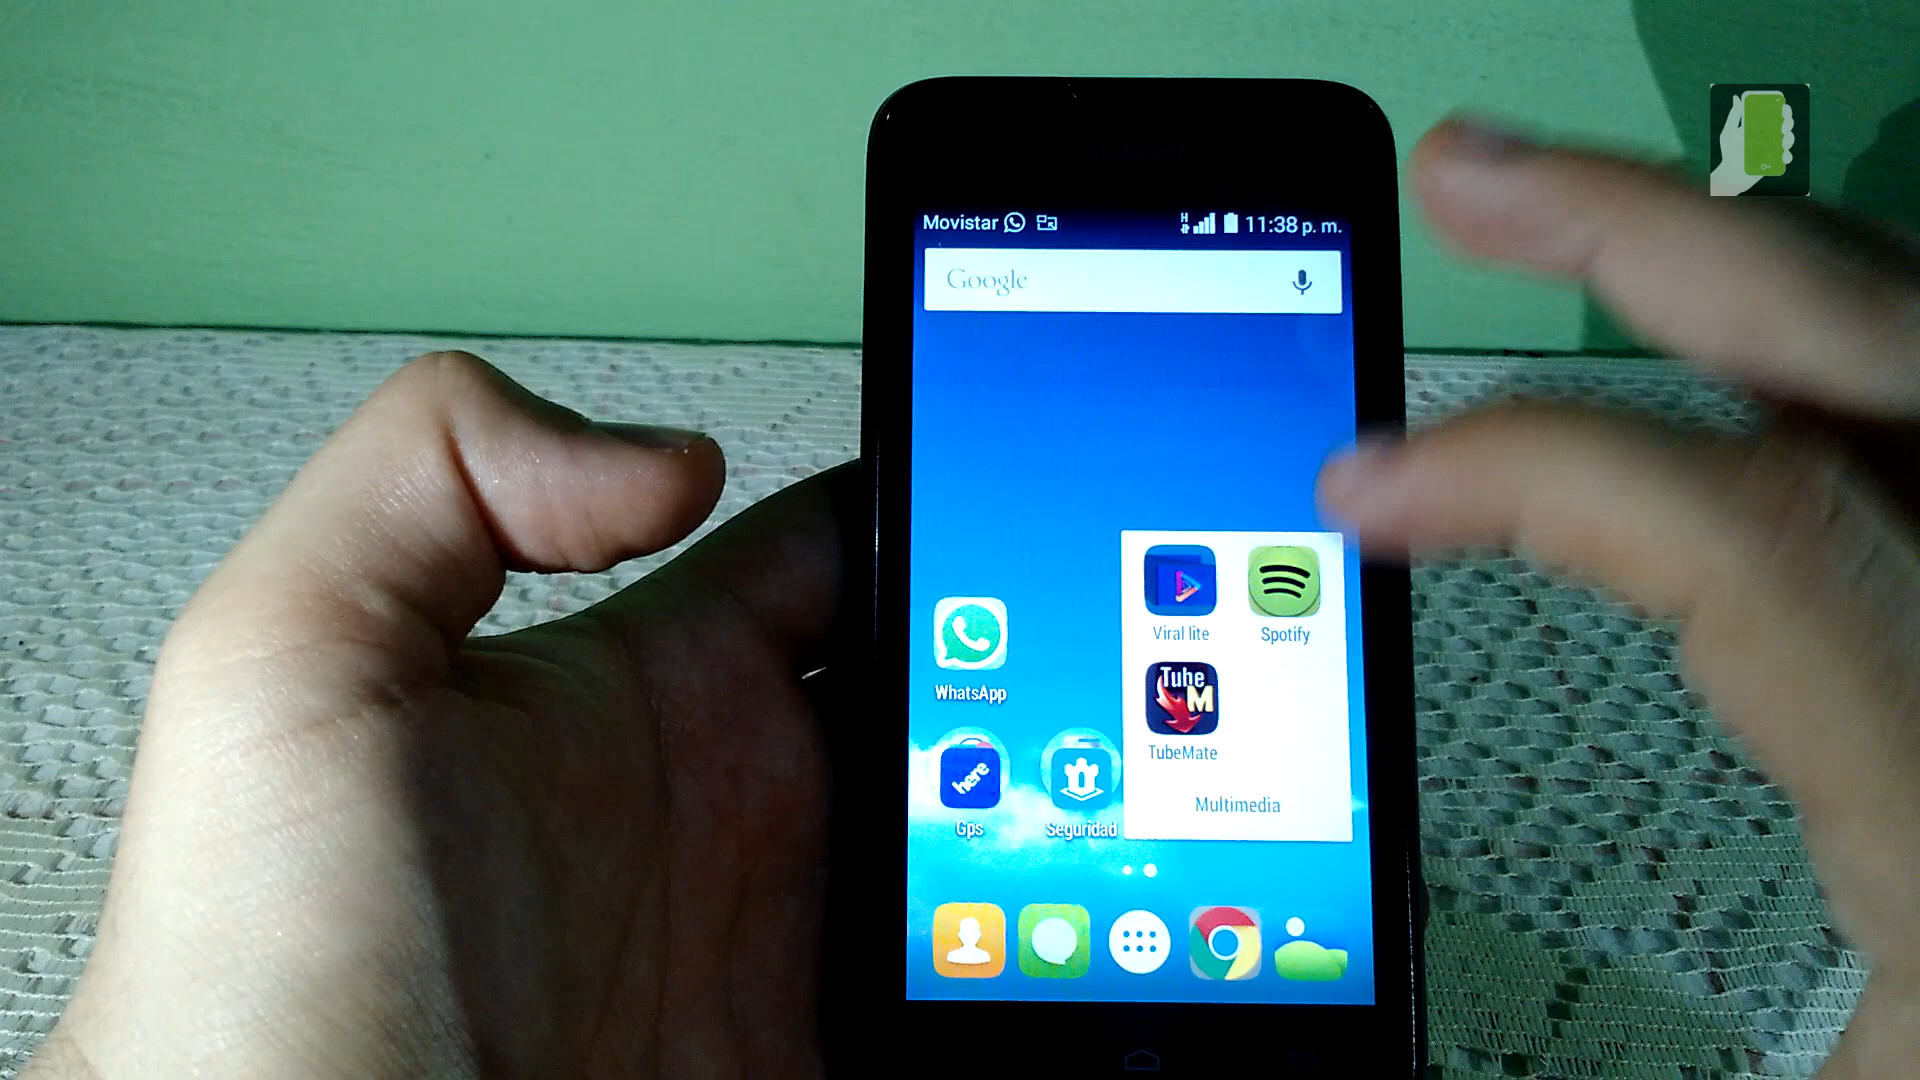 Movistar
H
11:38 p. m.
Google
Viral lite
Spotify
Tube
M
TubeMate
WhatsApp
here
Gps
Seguridad
Multimedia